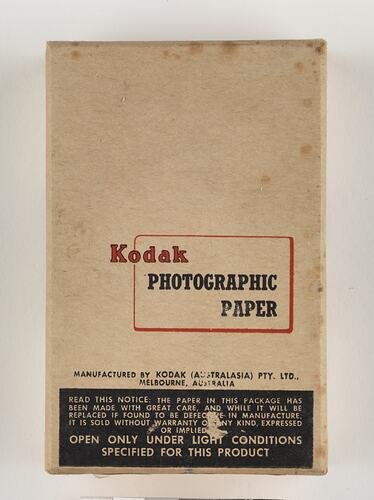 Kodak
PHOTOGRAPHIC
PAPER
MANUFACTURED BY KODAK (AUSTRALASIA) PTY. LTD.,
MELBOURNE, AUSTRALIA
READ THIS NOTICE: THE PAPER IN THIS PACKAGE HAS
BEEN MADE WITH GREAT CARE, AND WHILE IT WILL BE
REPLACED IF FOUND TO BE DEFECTIVE IN MANUFACTURE,
IT IS SOLD WITHOUT WARRANTY OF ANY KIND, EXPRESSED
OR IMPLIED
OPEN ONLY UNDER LIGHT CONDITIONS
SPECIFIED FOR THIS PRODUCT